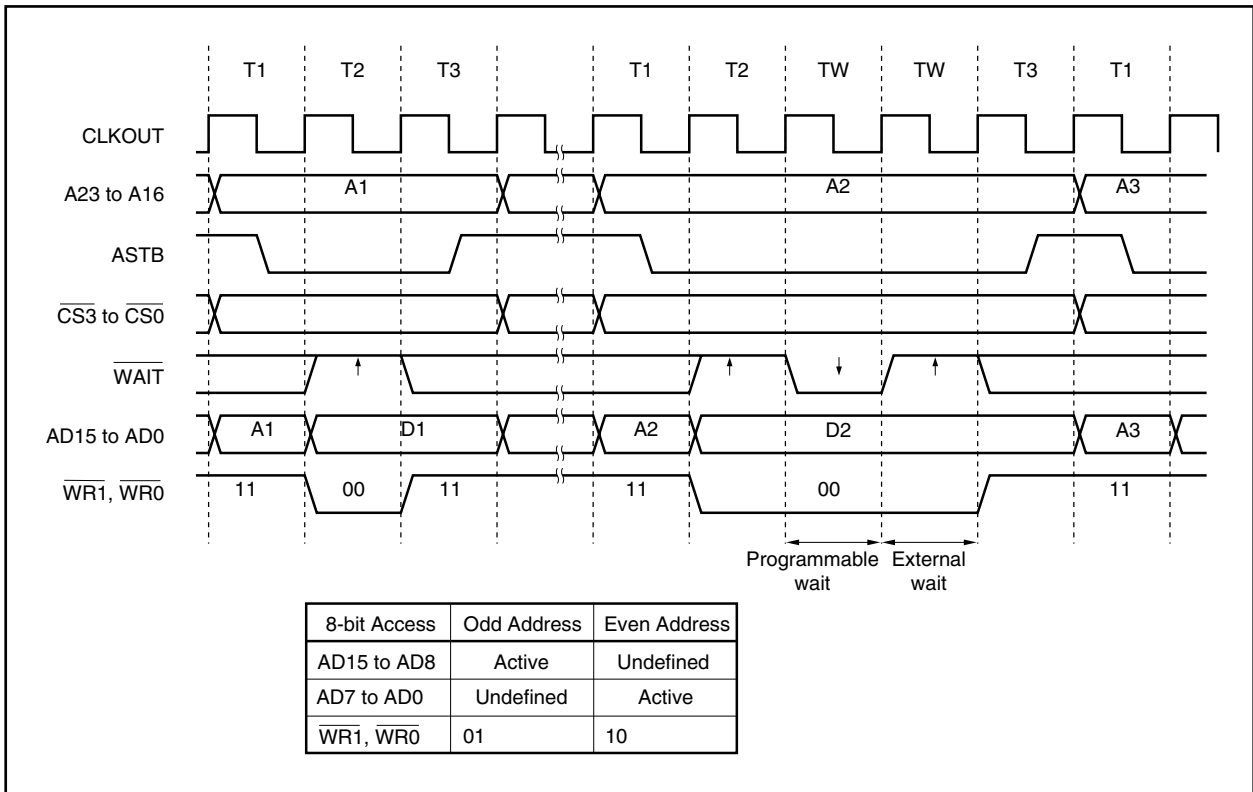 T1 T2 T3 T1 T2 TW TW T3 T1
CLKOUT
A23 to A16 A1 A2 A3
ASTB
CS3 to CS0
WAIT
AD15 to AD0 A1 D1 A2 D2 A3
WR1, WR0 11 00 11 11 00 11
Programmable wait
External wait
8-bit Access Odd Address Even Address
AD15 to AD8 Active Undefined
AD7 to AD0 Undefined Active
WR1, WR0 01 10